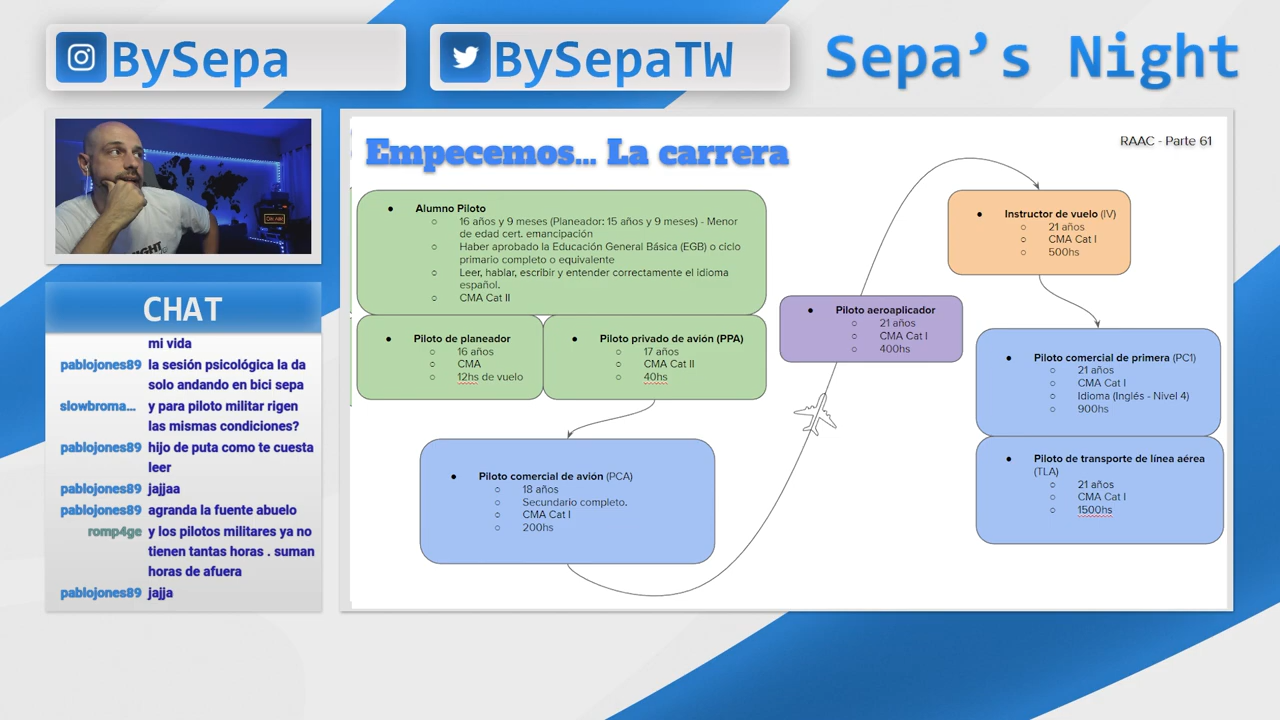 BySepa
BySepaTW
Sepa’s Night
CHAT
mi vida
pablojones89 la sesión psicológica la da
solo andando en bici sepa
slowbroma... y para piloto militar rigen
las mismas condiciones?
pablojones89 hijo de puta como te cuesta
leer
pablojones89 jajjaa
pablojones89 agranda la fuente abuelo
romp4ge y los pilotos militares ya no
tienen tantas horas . suman
horas de afuera
pablojones89 jajja
Empecemos... La carrera
RAAC - Parte 61
● Alumno Piloto
○ 16 años y 9 meses (Planeador: 15 años y 9 meses) - Menor
de edad cert. emancipación
○ Haber aprobado la Educación General Básica (EGB) o ciclo
primario completo o equivalente
○ Leer, hablar, escribir y entender correctamente el idioma
español.
○ CMA Cat II
● Piloto de planeador
○ 16 años
○ CMA
○ 12hs de vuelo
● Piloto privado de avión (PPA)
○ 17 años
○ CMA Cat II
○ 40hs
● Piloto comercial de avión (PCA)
○ 18 años
○ Secundario completo.
○ CMA Cat I
○ 200hs
● Piloto aeroaplicador
○ 21 años
○ CMA Cat I
○ 400hs
● Instructor de vuelo (IV)
○ 21 años
○ CMA Cat I
○ 500hs
● Piloto comercial de primera (PC1)
○ 21 años
○ CMA Cat I
○ Idioma (Inglés - Nivel 4)
○ 900hs
● Piloto de transporte de línea aérea
(TLA)
○ 21 años
○ CMA Cat I
○ 1500hs